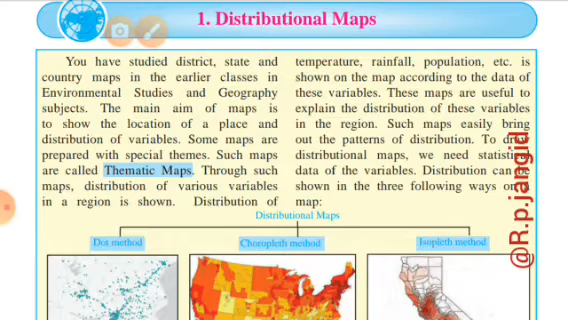 1. Distributional Maps
You have studied district, state and
country maps in the earlier classes in
Environmental Studies and Geography
subjects. The main aim of maps is
to show the location of a place and
distribution of variables. Some maps are
prepared with special themes. Such maps
are called Thematic Maps. Through such
maps, distribution of various variables
in a region is shown. Distribution of
temperature, rainfall, population, etc. is
shown on the map according to the data of
these variables. These maps are useful to
explain the distribution of these variables
in the region. Such maps easily bring
out the patterns of distribution. To draw
distributional maps, we need statistical
data of the variables. Distribution can be
shown in the three following ways on a
map:
Distributional Maps
Dot method
Choropleth method
Isopleth method
@R.p.jangid